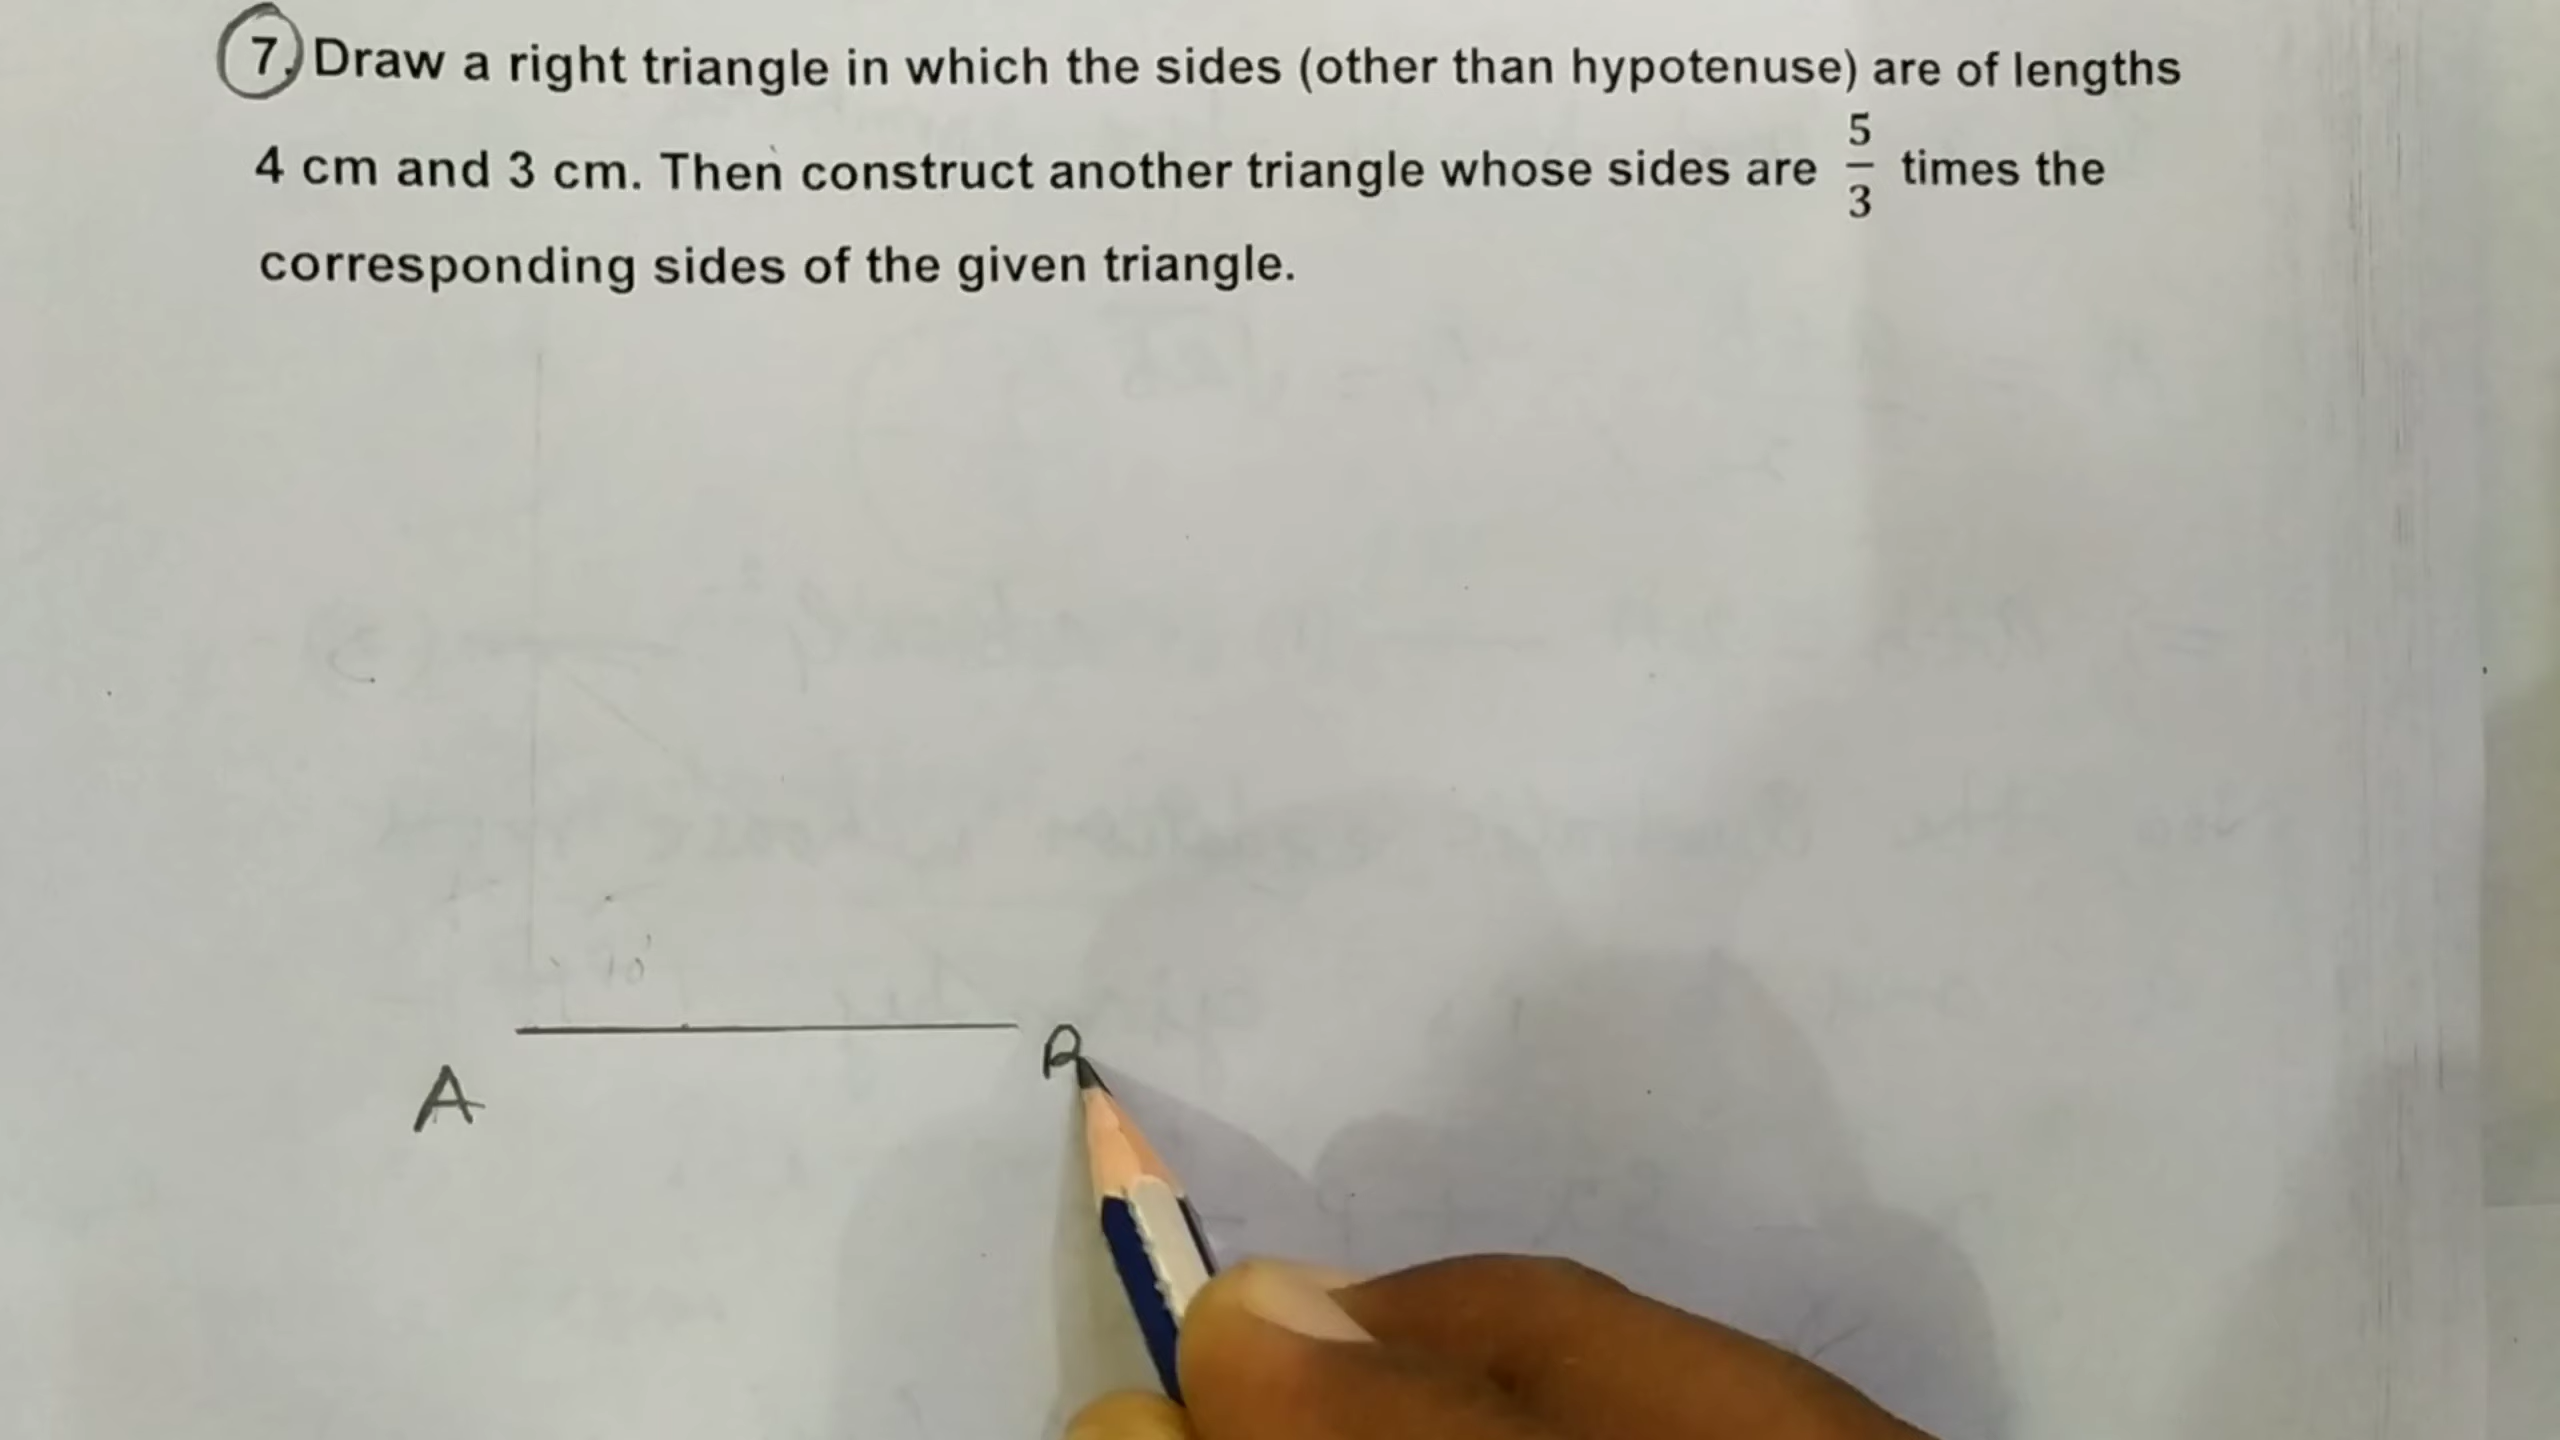 7. Draw a right triangle in which the sides (other than hypotenuse) are of lengths
4 cm and 3 cm. Then construct another triangle whose sides are 5/3 times the
corresponding sides of the given triangle.
A